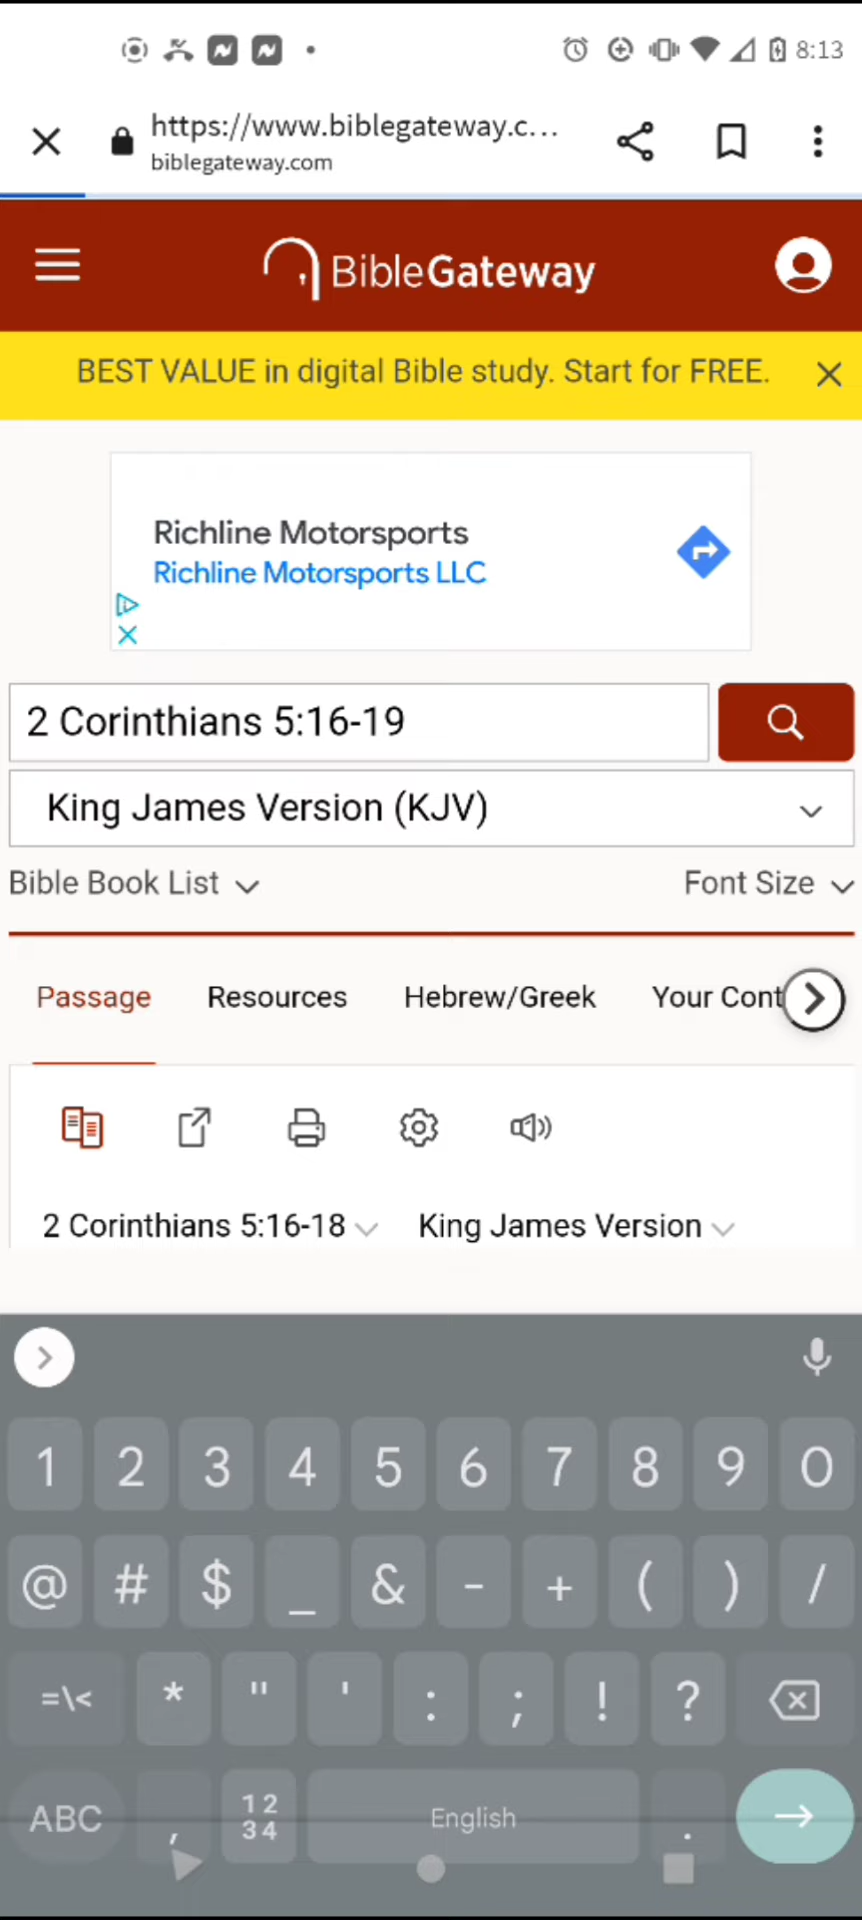 8:13
https://www.biblegateway.c...
biblegateway.com
BibleGateway
BEST VALUE in digital Bible study. Start for FREE.
Richline Motorsports
Richline Motorsports LLC
2 Corinthians 5:16-19
King James Version (KJV)
Bible Book List
Font Size
Passage Resources Hebrew/Greek Your Cont
2 Corinthians 5:16-18 King James Version
1 2 3 4 5 6 7 8 9 0
@ # $ _ & - + ( ) /
=\< * " ' : ; ! ?
ABC , 12 34 English .